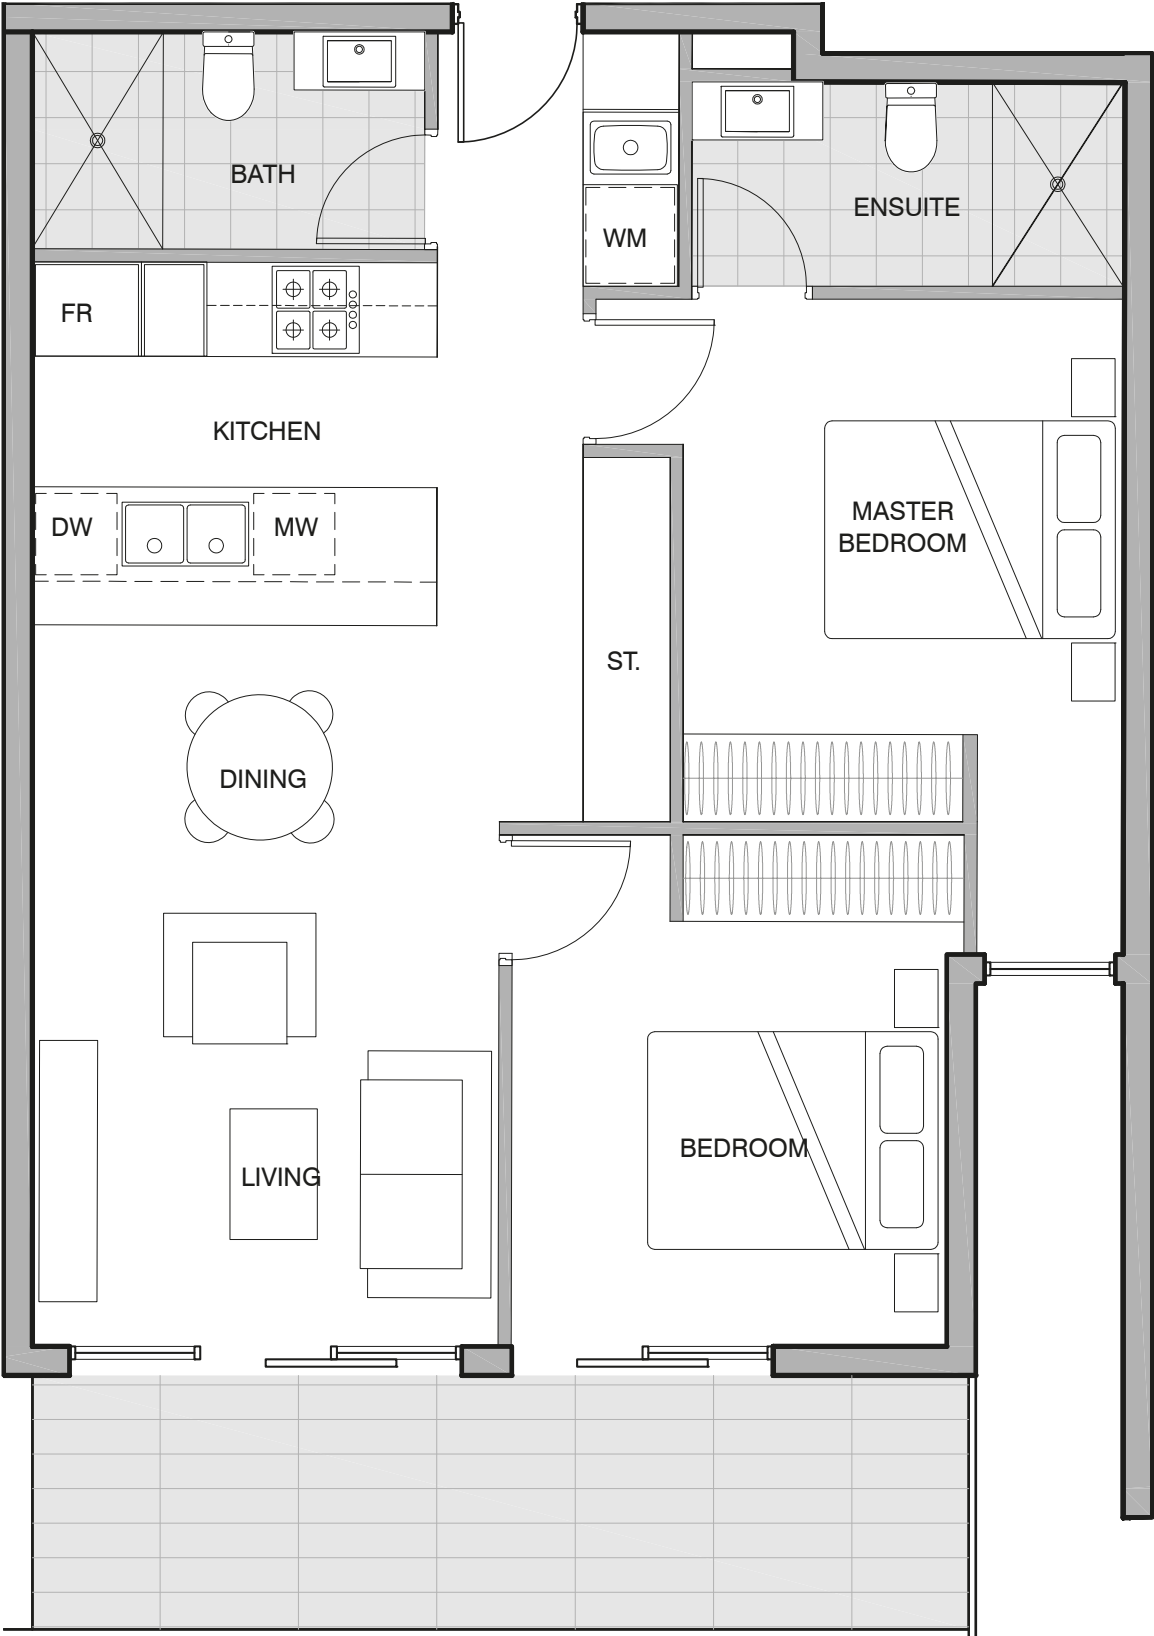 BATH
ENSUITE
WM
FR
KITCHEN
MASTER
BEDROOM
DW
MW
ST.
DINING
BEDROOM
LIVING